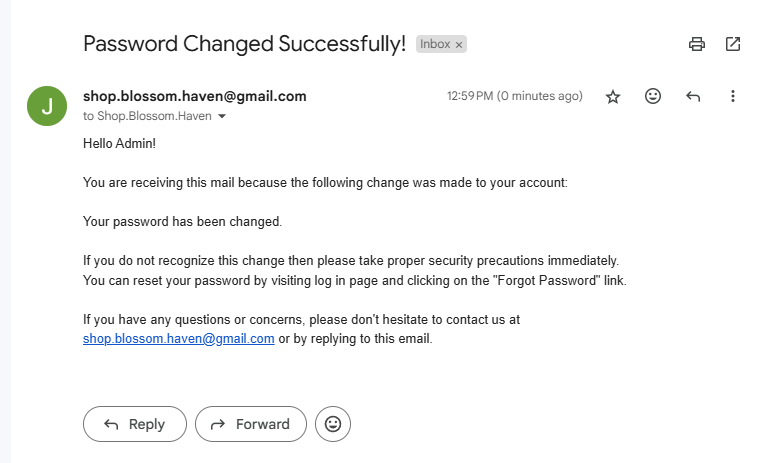 Password Changed Successfully! Inbox ×
J
shop.blossom.haven@gmail.com 12:59 PM (0 minutes ago)
to Shop.Blossom.Haven
Hello Admin!
You are receiving this mail because the following change was made to your account:
Your password has been changed.
If you do not recognize this change then please take proper security precautions immediately.
You can reset your password by visiting log in page and clicking on the "Forgot Password" link.
If you have any questions or concerns, please don't hesitate to contact us at
shop.blossom.haven@gmail.com or by replying to this email.
Reply Forward